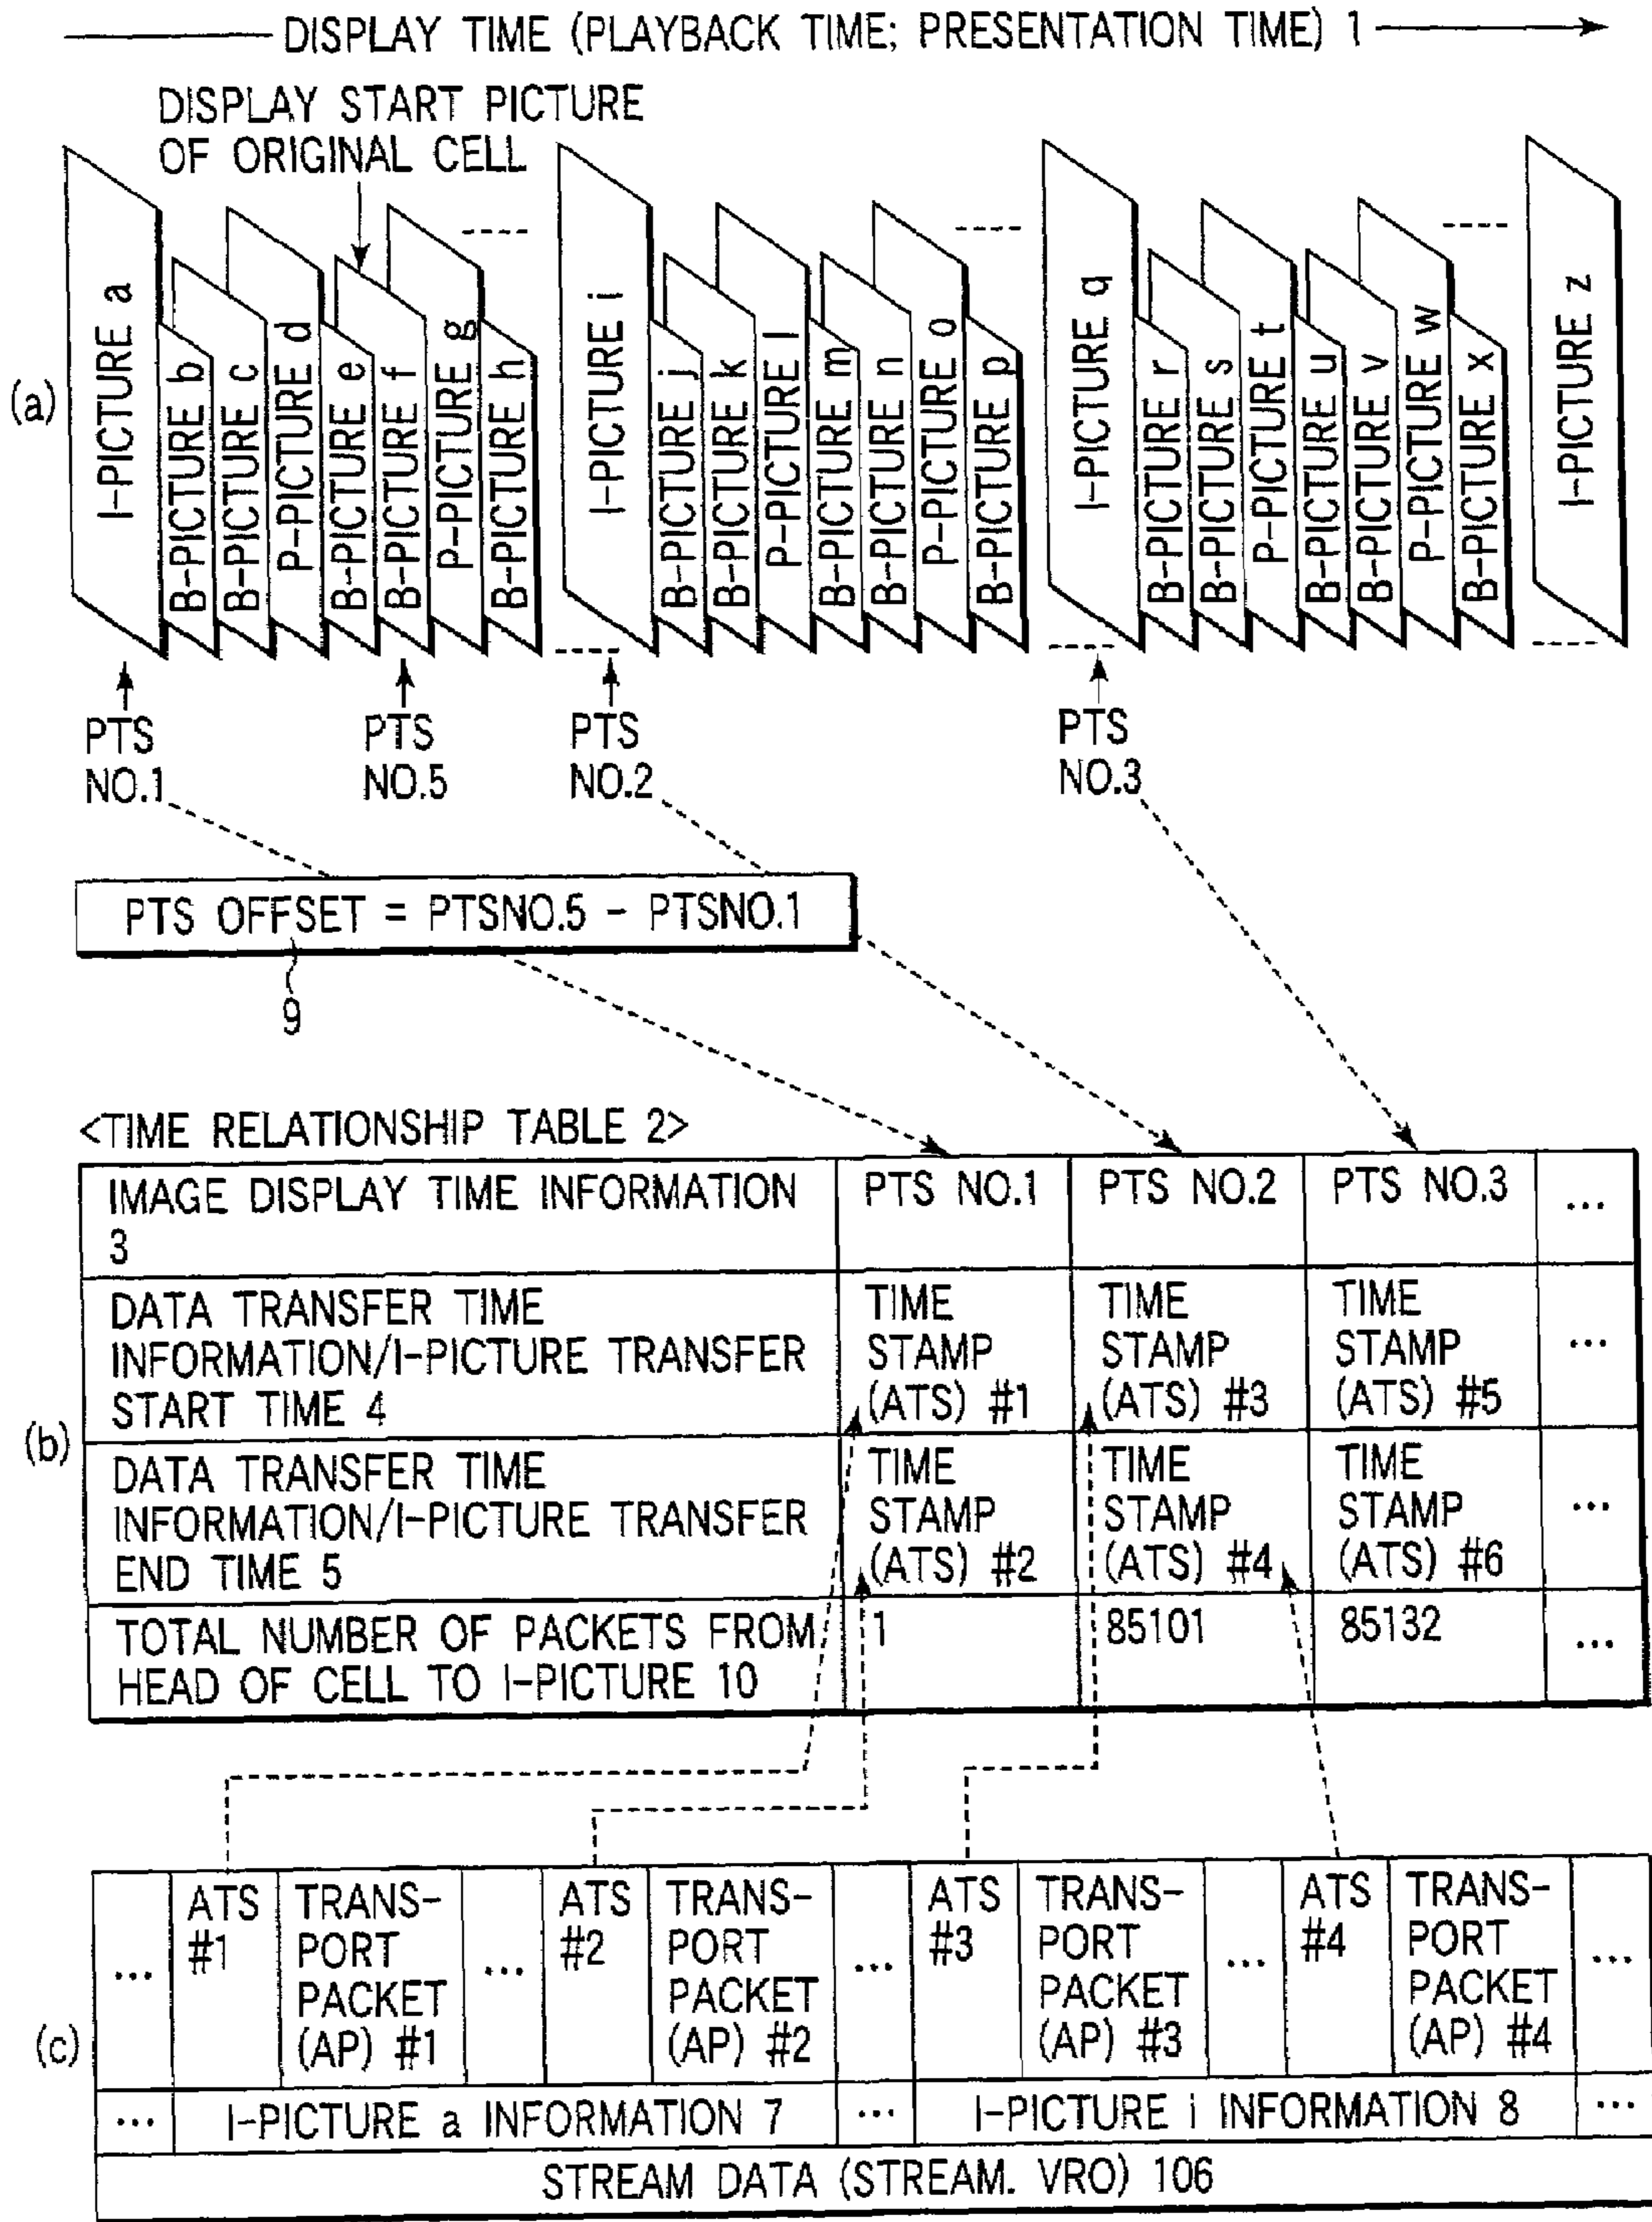 DISPLAY TIME (PLAYBACK TIME; PRESENTATION TIME) 1
DISPLAY START PICTURE
OF ORIGINAL CELL
(a)
I-PICTURE a
B-PICTURE b
B-PICTURE c
P-PICTURE d
B-PICTURE e
B-PICTURE f
P-PICTURE g
B-PICTURE h
I-PICTURE i
B-PICTURE j
B-PICTURE k
P-PICTURE l
B-PICTURE m
B-PICTURE n
P-PICTURE o
B-PICTURE p
I-PICTURE q
B-PICTURE r
B-PICTURE s
P-PICTURE t
B-PICTURE u
B-PICTURE v
P-PICTURE w
B-PICTURE x
I-PICTURE z
PTS
NO.1
PTS
NO.5
PTS
NO.2
PTS
NO.3
PTS OFFSET = PTSNO.5 - PTSNO.1
9
<TIME RELATIONSHIP TABLE 2>
(b)
IMAGE DISPLAY TIME INFORMATION
3
PTS NO.1
PTS NO.2
PTS NO.3
...
DATA TRANSFER TIME
INFORMATION/I-PICTURE TRANSFER
START TIME 4
TIME
STAMP
(ATS) #1
TIME
STAMP
(ATS) #3
TIME
STAMP
(ATS) #5
...
DATA TRANSFER TIME
INFORMATION/I-PICTURE TRANSFER
END TIME 5
TIME
STAMP
(ATS) #2
TIME
STAMP
(ATS) #4
TIME
STAMP
(ATS) #6
...
TOTAL NUMBER OF PACKETS FROM
HEAD OF CELL TO I-PICTURE 10
1
85101
85132
...
(c)
...
ATS
#1
TRANS-
PORT
PACKET
(AP) #1
...
ATS
#2
TRANS-
PORT
PACKET
(AP) #2
...
ATS
#3
TRANS-
PORT
PACKET
(AP) #3
...
ATS
#4
TRANS-
PORT
PACKET
(AP) #4
...
...
I-PICTURE a INFORMATION 7
...
I-PICTURE i INFORMATION 8
...
STREAM DATA (STREAM. VRO) 106